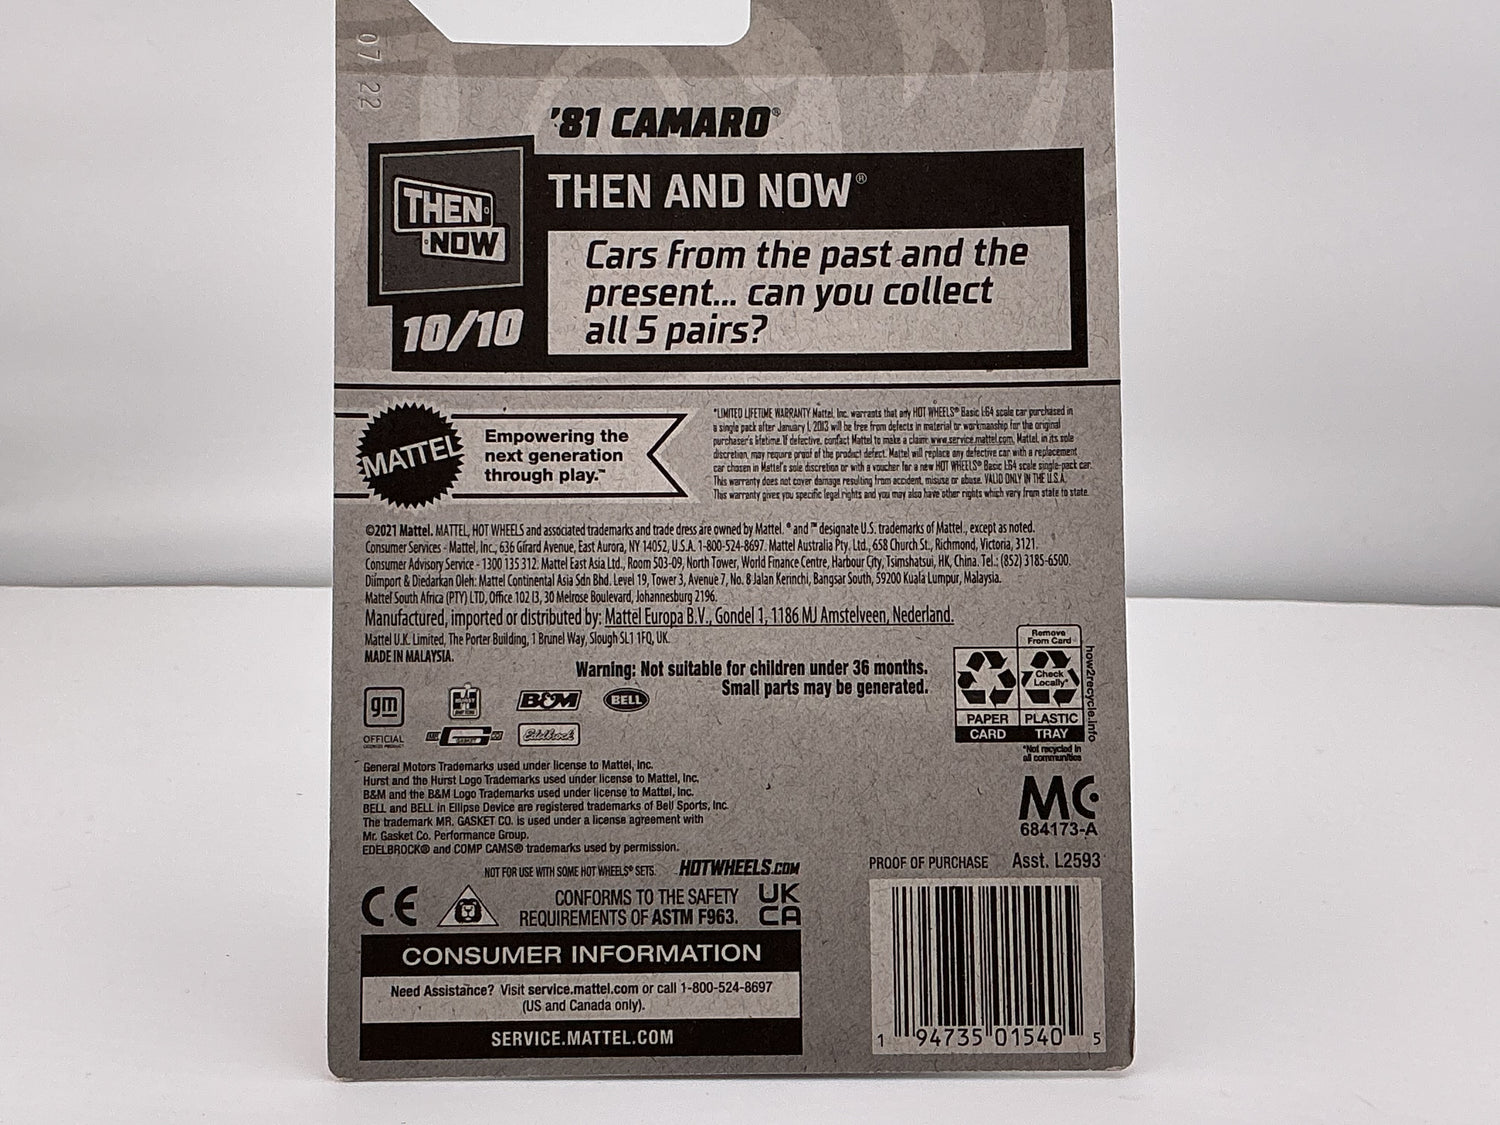 07 22
'81 CAMARO®
THEN AND NOW®
THEN
NOW
Cars from the past and the
present... can you collect
all 5 pairs?
10/10
MATTEL
Empowering the
next generation
through play.™
*LIMITED LIFETIME WARRANTY Mattel, Inc. warrants that any HOT WHEELS® Basic 1:64 scale car purchased in
a single pack after January 1, 2013 will be free from defects in material or workmanship for the original
purchaser's lifetime. If defective, contact Mattel to make a claim: www.service.mattel.com. Mattel, in its sole
discretion, may require proof of the product defect. Mattel will replace any defective car with a replacement
car chosen in Mattel's sole discretion or with a voucher for a new HOT WHEELS® Basic 1:64 scale single-pack car.
This warranty does not cover damage resulting from accident, misuse or abuse. VALID ONLY IN THE U.S.A.
This warranty gives you specific legal rights and you may also have other rights which vary from state to state.
©2021 Mattel. MATTEL, HOT WHEELS and associated trademarks and trade dress are owned by Mattel. ® and ™ designate U.S. trademarks of Mattel, except as noted.
Consumer Services - Mattel, Inc., 636 Girard Avenue, East Aurora, NY 14052, U.S.A. 1-800-524-8697. Mattel Australia Pty. Ltd., 658 Church St., Richmond, Victoria, 3121.
Consumer Advisory Service - 1300 135 312. Mattel East Asia Ltd., Room 503-09, North Tower, World Finance Centre, Harbour City, Tsimshatsui, HK, China. Tel.: (852) 3185-6500.
Diimport & Diedarkan Oleh: Mattel Continental Asia Sdn Bhd. Level 19, Tower 3, Avenue 7, No. 8 Jalan Kerinchi, Bangsar South, 59200 Kuala Lumpur, Malaysia.
Mattel South Africa (PTY) LTD, Office 102 I3, 30 Melrose Boulevard, Johannesburg 2196.
Manufactured, imported or distributed by: Mattel Europa B.V., Gondel 1, 1186 MJ Amstelveen, Nederland.
Mattel U.K. Limited, The Porter Building, 1 Brunel Way, Slough SL1 1FQ, UK.
MADE IN MALAYSIA.
Warning: Not suitable for children under 36 months.
Small parts may be generated.
Remove
From Card
Check
Locally*
PAPER
PLASTIC
CARD
TRAY
how2recycle.info
*Not recycled in
all communities
gm
OFFICIAL
LICENSED PRODUCT
B&M
BELL
Edelbrock
General Motors Trademarks used under license to Mattel, Inc.
Hurst and the Hurst Logo Trademarks used under license to Mattel, Inc.
B&M and the B&M Logo Trademarks used under license to Mattel, Inc.
BELL and BELL in Ellipse Device are registered trademarks of Bell Sports, Inc.
The trademark MR. GASKET CO. is used under a license agreement with
Mr. Gasket Co. Performance Group.
EDELBROCK® and COMP CAMS® trademarks used by permission.
MC
684173-A
NOT FOR USE WITH SOME HOT WHEELS® SETS.
HOTWHEELS.COM
PROOF OF PURCHASE
Asst. L2593
CE
CONFORMS TO THE SAFETY
REQUIREMENTS OF ASTM F963.
UK
CA
CONSUMER INFORMATION
Need Assistance? Visit service.mattel.com or call 1-800-524-8697
(US and Canada only).
SERVICE.MATTEL.COM
1 94735 01540 5